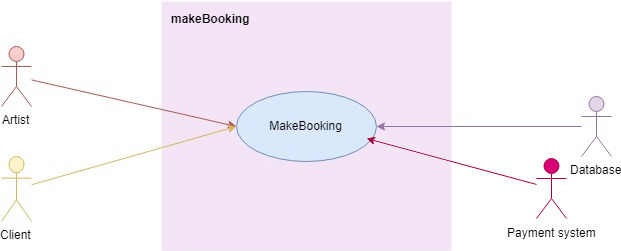 makeBooking
Artist
MakeBooking
Database
Client
Payment system